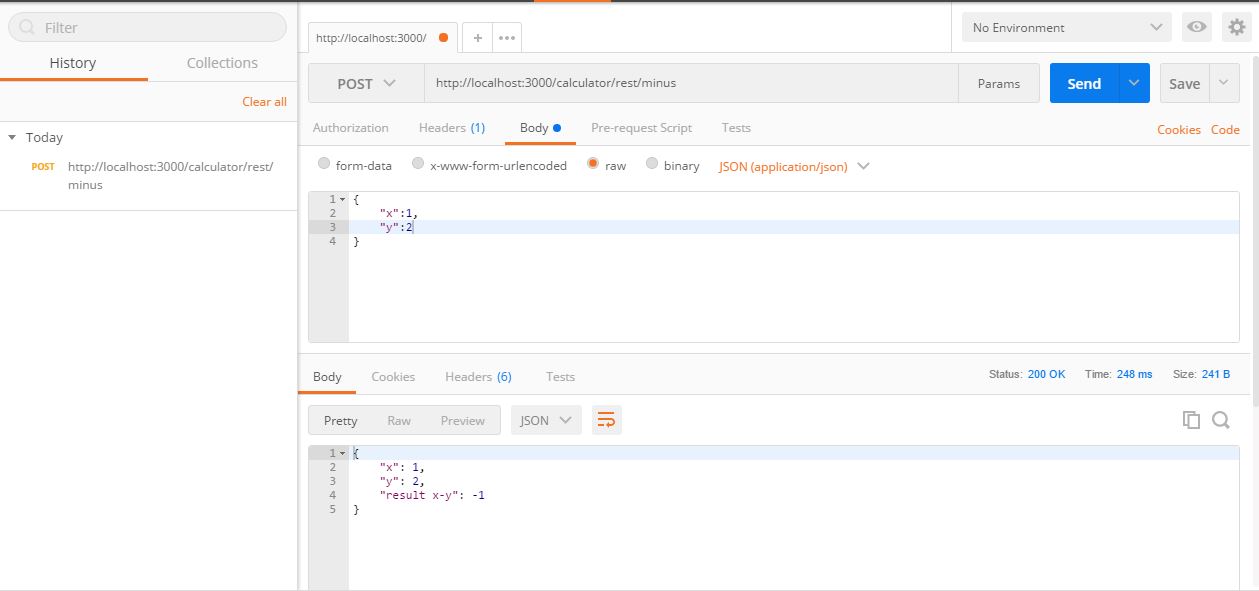 Filter
History Collections
Clear all
Today
POST http://localhost:3000/calculator/rest/
minus
http://localhost:3000/ + •••
No Environment
POST http://localhost:3000/calculator/rest/minus Params Send Save
Authorization Headers (1) Body Pre-request Script Tests Cookies Code
form-data x-www-form-urlencoded raw binary JSON (application/json)
1 {
2 "x":1,
3 "y":2
4 }
Body Cookies Headers (6) Tests Status: 200 OK Time: 248 ms Size: 241 B
Pretty Raw Preview JSON
1 {
2 "x": 1,
3 "y": 2,
4 "result x-y": -1
5 }